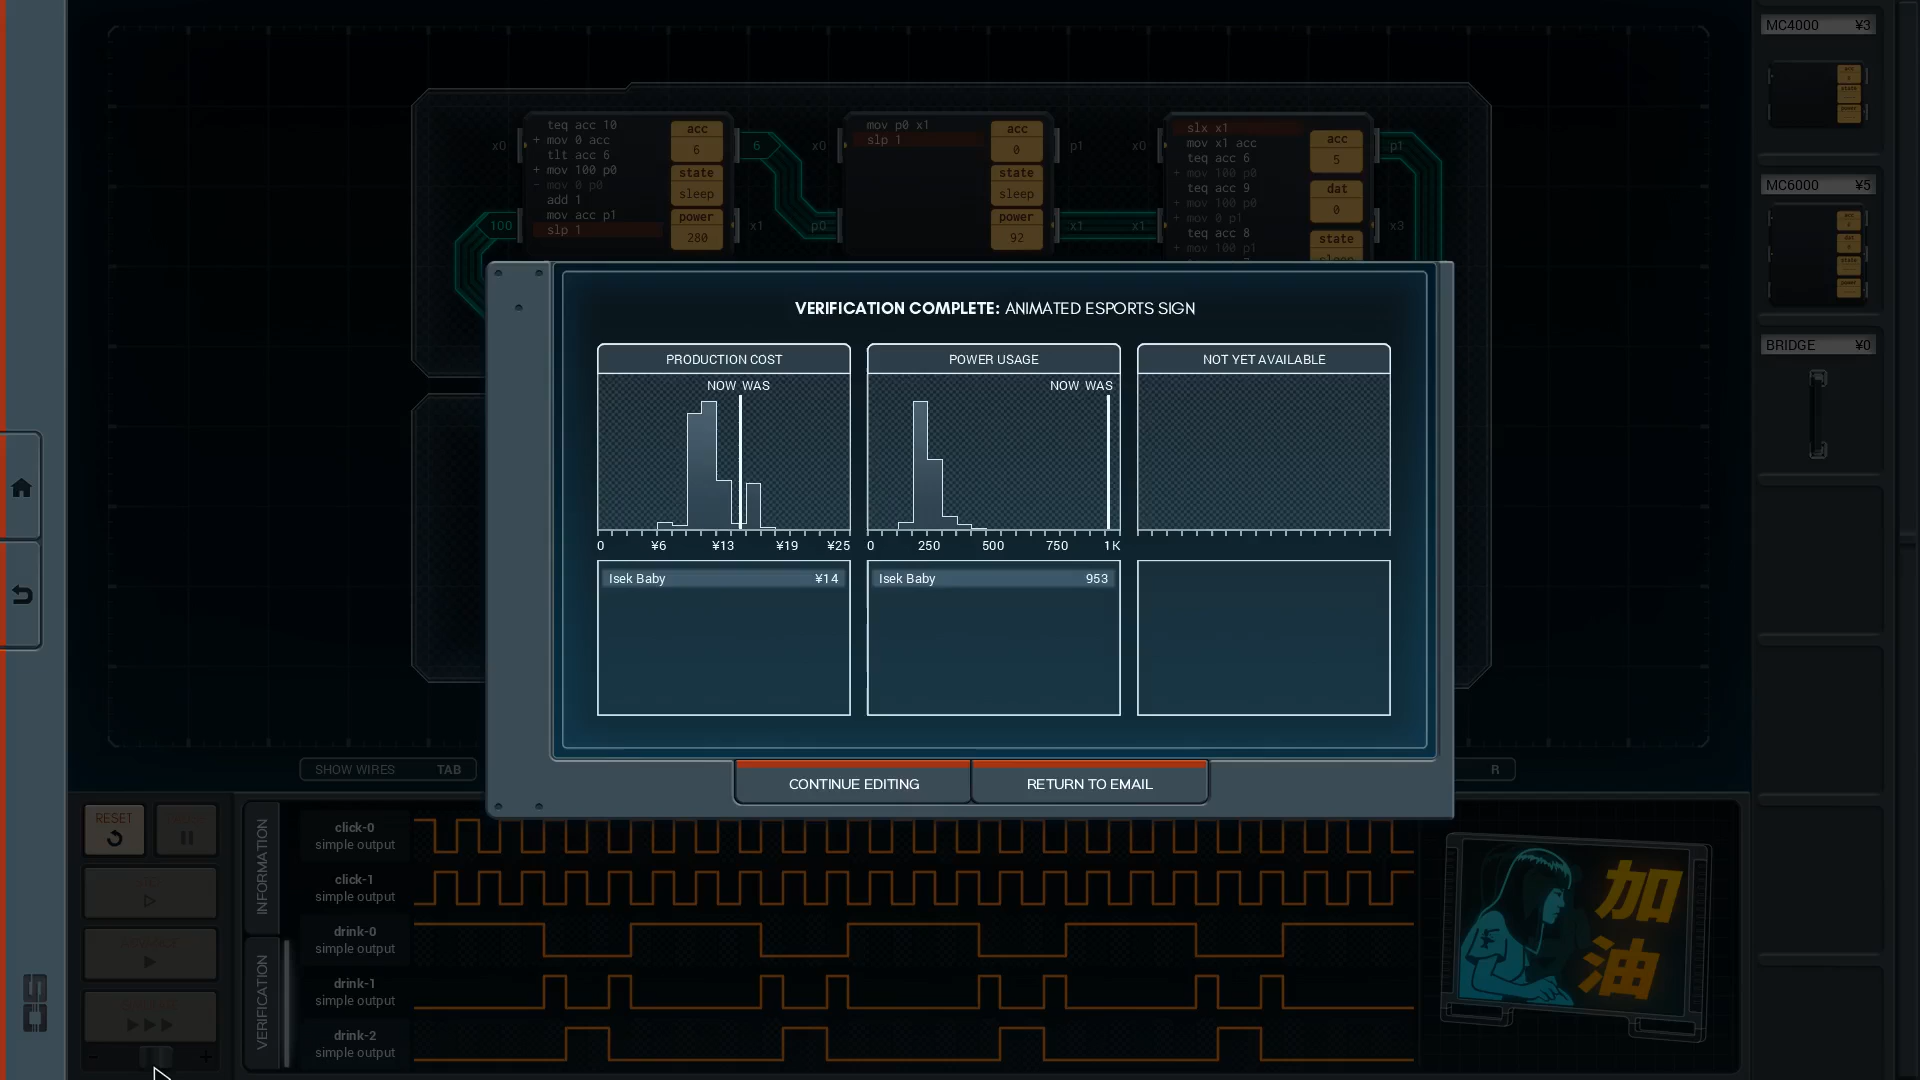 MC4000 ¥3
teq acc 10
+ mov 0 acc
tlt acc 6
+ mov 100 p0
- mov 0 p0
add 1
mov acc p1
slp 1
acc
6
state
sleep
power
280
x0
100
6
x1
mov p0 x1
slp 1
acc
0
state
sleep
power
92
x0
p0
p1
x1
slx x1
mov x1 acc
teq acc 6
+ mov 100 p0
teq acc 9
+ mov 100 p0
+ mov 0 p1
teq acc 8
+ mov 100 p1
acc
5
dat
0
state
sleep
x0
x1
p1
x3
MC6000 ¥5
BRIDGE ¥0
VERIFICATION COMPLETE: ANIMATED ESPORTS SIGN
PRODUCTION COST
NOW WAS
0 ¥6 ¥13 ¥19 ¥25
Isek Baby ¥14
POWER USAGE
NOW WAS
0 250 500 750 1K
Isek Baby 953
NOT YET AVAILABLE
CONTINUE EDITING
RETURN TO EMAIL
SHOW WIRES TAB
R
RESET
INFORMATION
VERIFICATION
click-0
simple output
click-1
simple output
drink-0
simple output
drink-1
simple output
drink-2
simple output
加
油